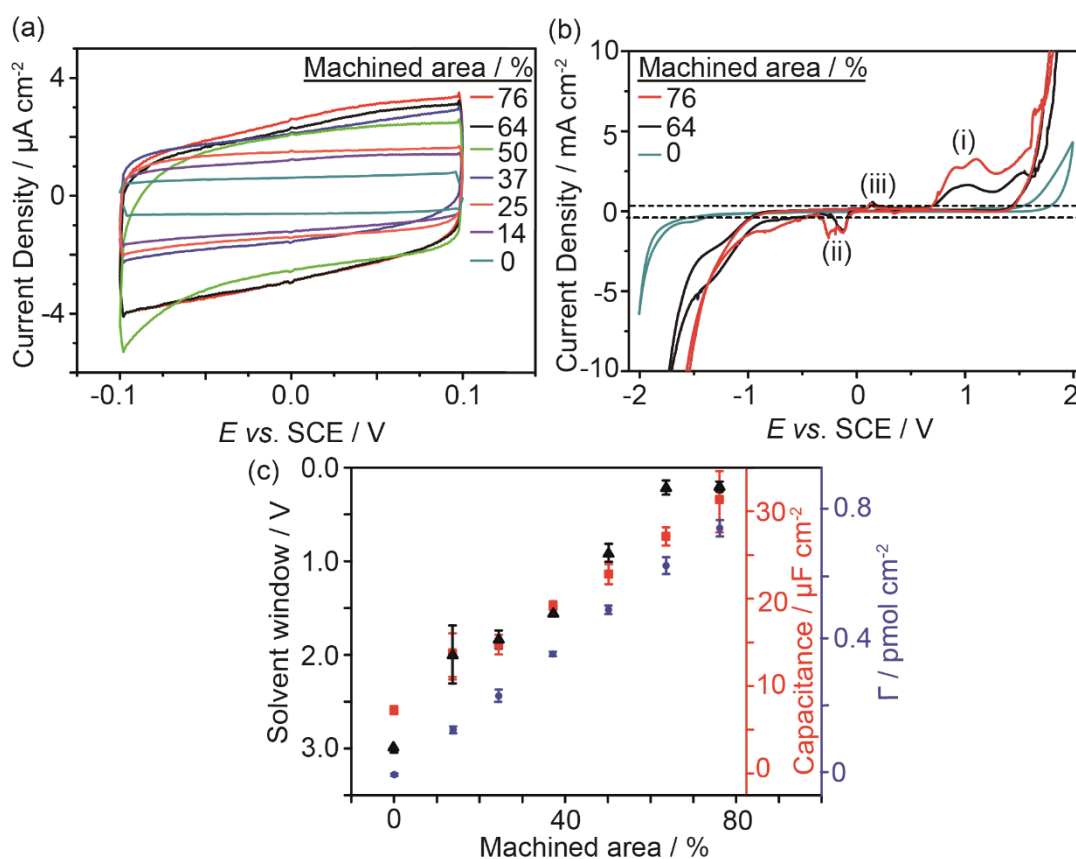 (a)
Machined area / %
76
64
50
37
25
14
0
4
0
-4
-0.1
0.0
0.1
Current Density / µA cm⁻²
E vs. SCE / V
(b)
Machined area / %
76
64
0
(i)
(ii)
(iii)
10
5
0
-5
-10
-2
-1
0
1
2
Current Density / mA cm⁻²
E vs. SCE / V
(c)
0.0
1.0
2.0
3.0
Solvent window / V
0
40
80
Machined area / %
30
20
10
0
Capacitance / µF cm⁻²
0.8
0.4
0
Γ / pmol cm⁻²